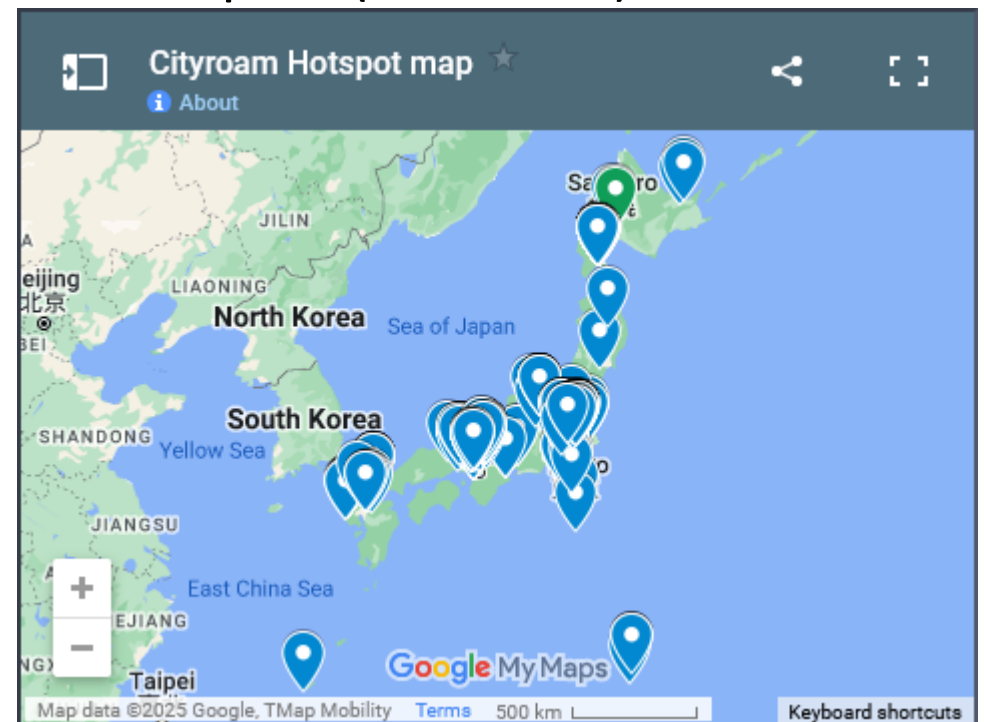 Cityroam Hotspot map
About
JILIN
eijing
北京
LIAONING
North Korea
Sea of Japan
South Korea
SHANDONG
Yellow Sea
JIANGSU
East China Sea
EJIANG
Google My Maps
Taipei
Map data ©2025 Google, TMap Mobility Terms 500 km Keyboard shortcuts